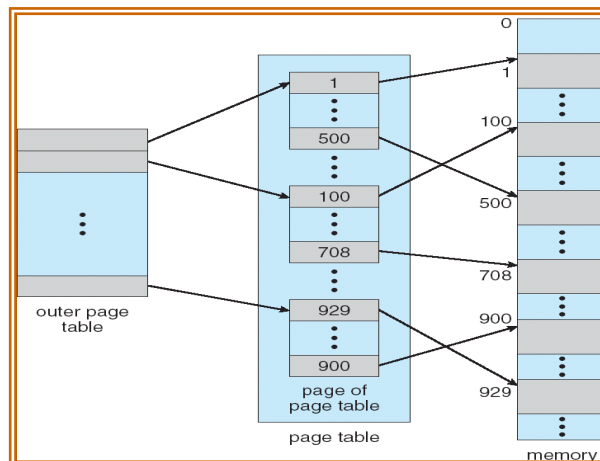 outer page
table
1
500
100
708
929
900
page of
page table
page table
0
1
100
500
708
900
929
memory